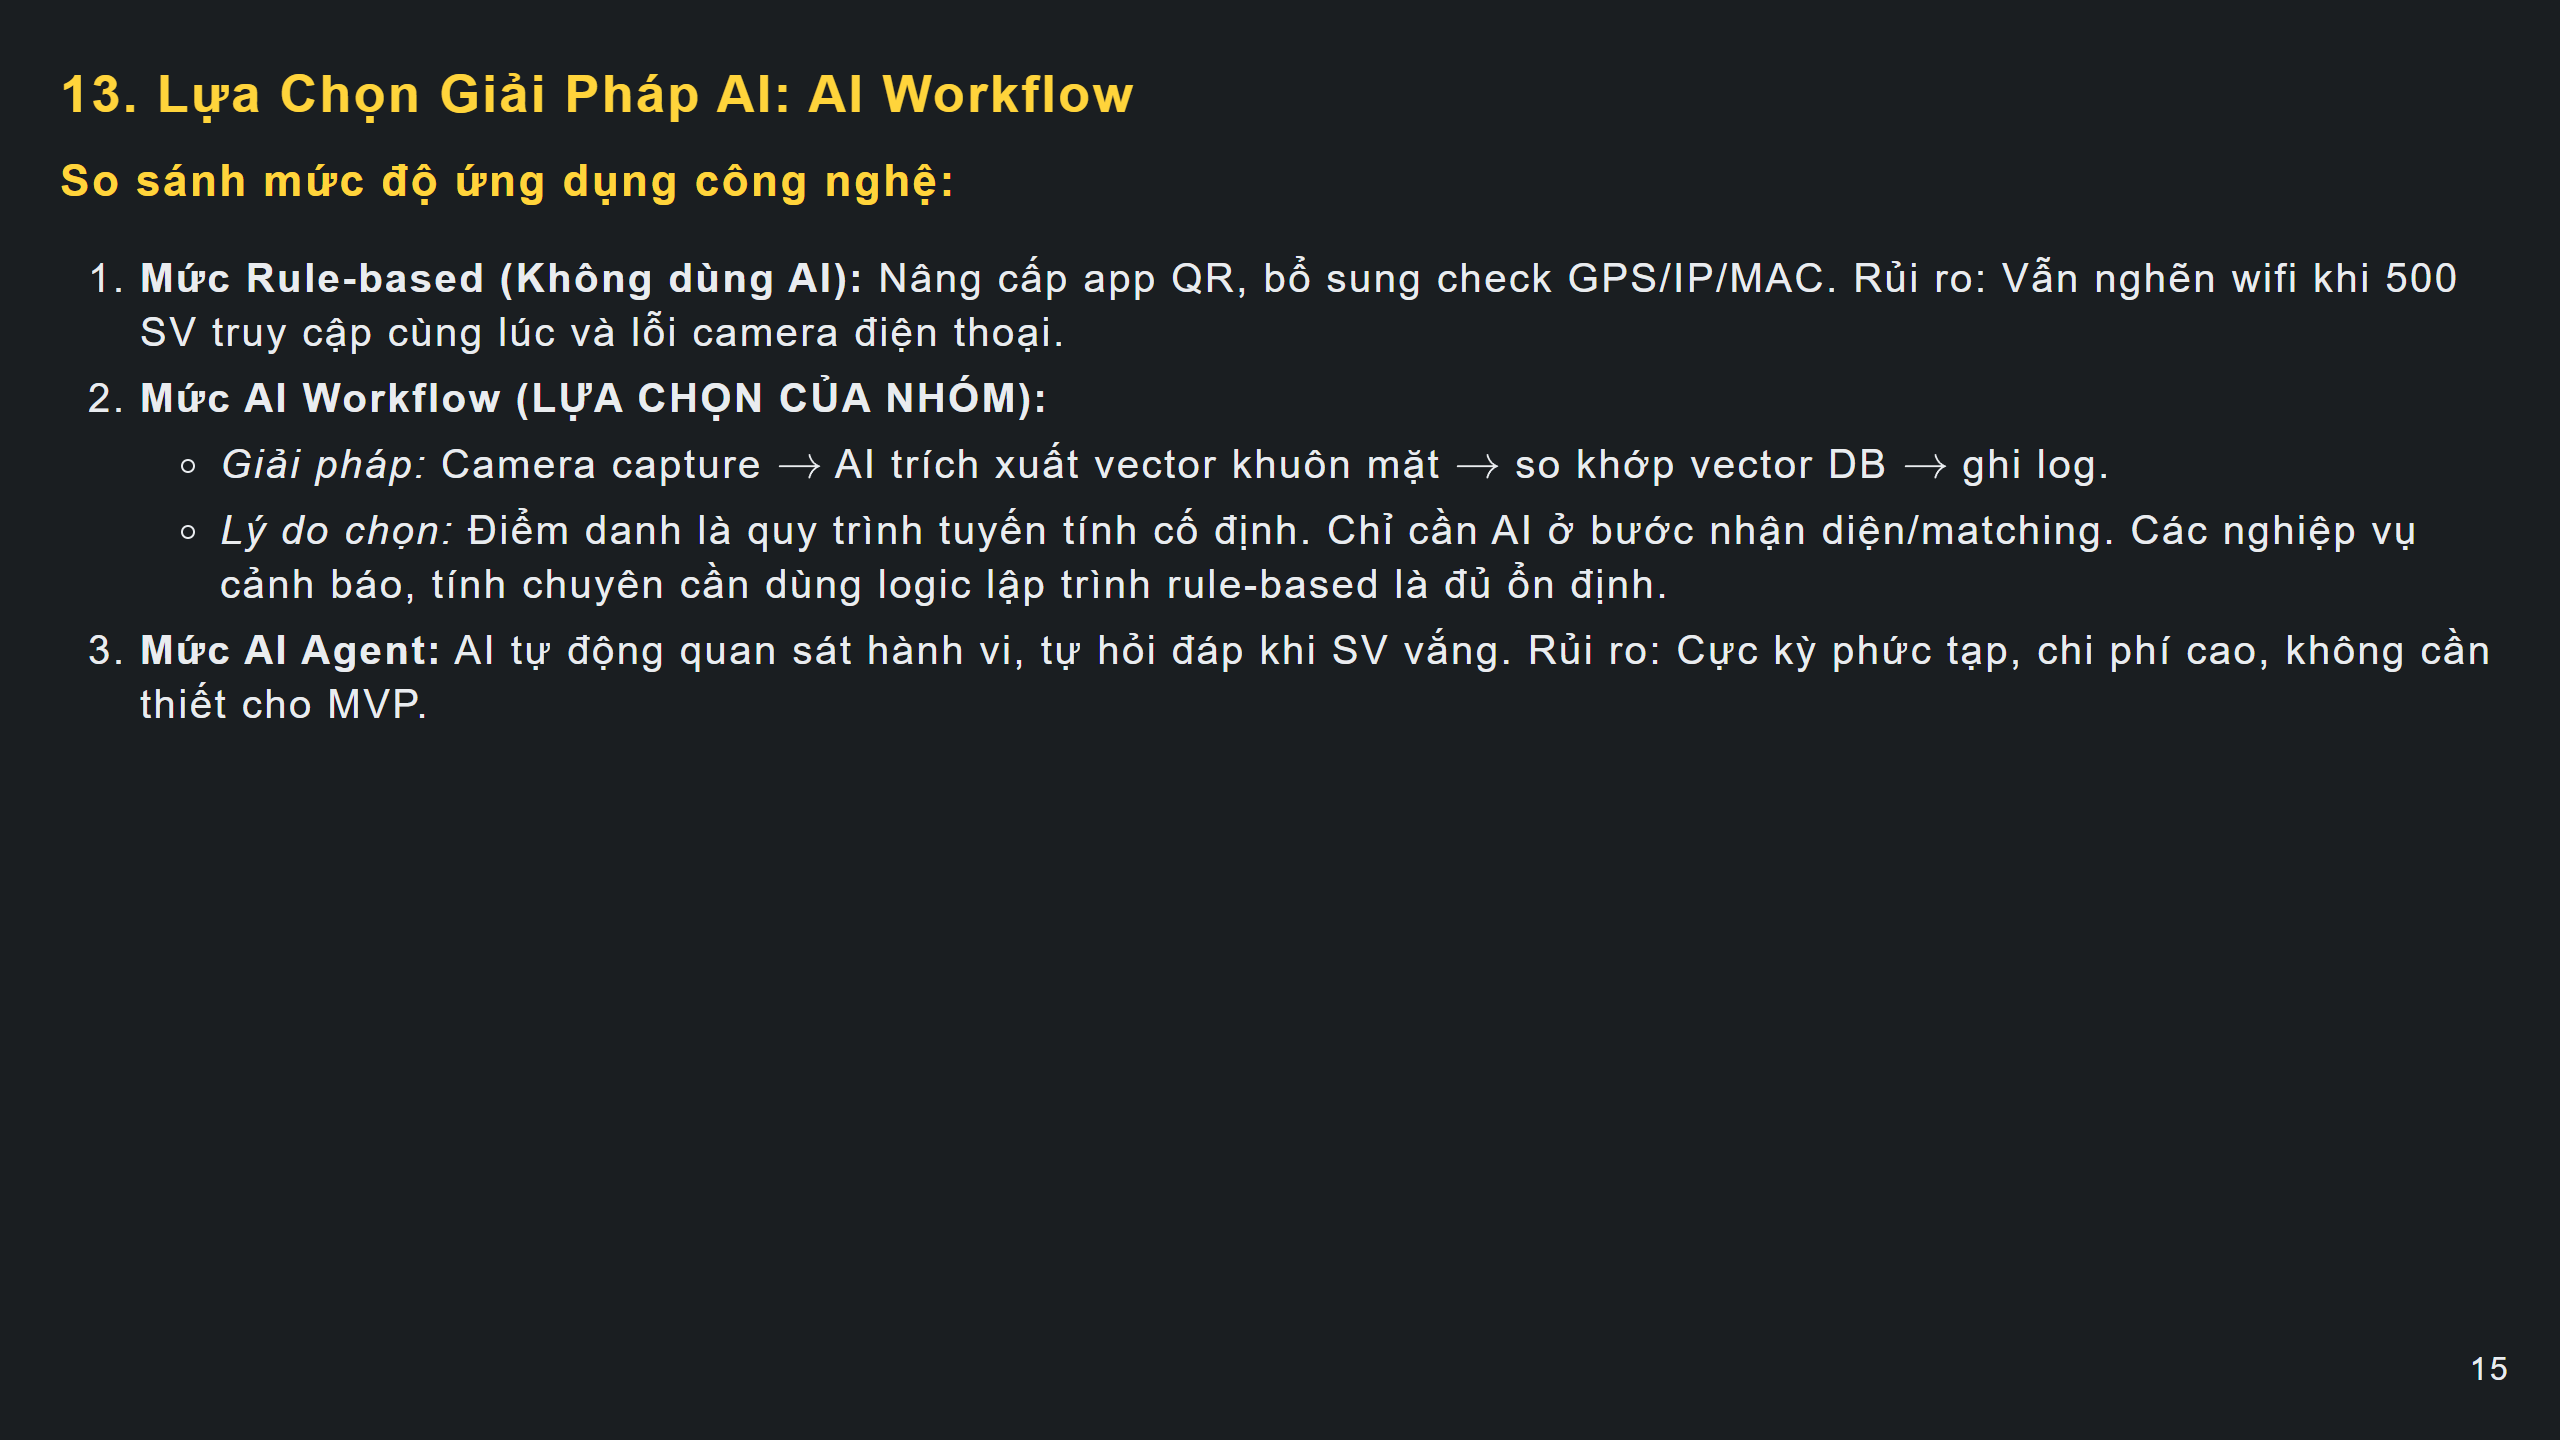 13. Lựa Chọn Giải Pháp AI: AI Workflow
So sánh mức độ ứng dụng công nghệ:
1. Mức Rule-based (Không dùng AI): Nâng cấp app QR, bổ sung check GPS/IP/MAC. Rủi ro: Vẫn nghẽn wifi khi 500
SV truy cập cùng lúc và lỗi camera điện thoại.
2. Mức AI Workflow (LỰA CHỌN CỦA NHÓM):
◦ Giải pháp: Camera capture → AI trích xuất vector khuôn mặt → so khớp vector DB → ghi log.
◦ Lý do chọn: Điểm danh là quy trình tuyến tính cố định. Chỉ cần AI ở bước nhận diện/matching. Các nghiệp vụ
cảnh báo, tính chuyên cần dùng logic lập trình rule-based là đủ ổn định.
3. Mức AI Agent: AI tự động quan sát hành vi, tự hỏi đáp khi SV vắng. Rủi ro: Cực kỳ phức tạp, chi phí cao, không cần
thiết cho MVP.
15